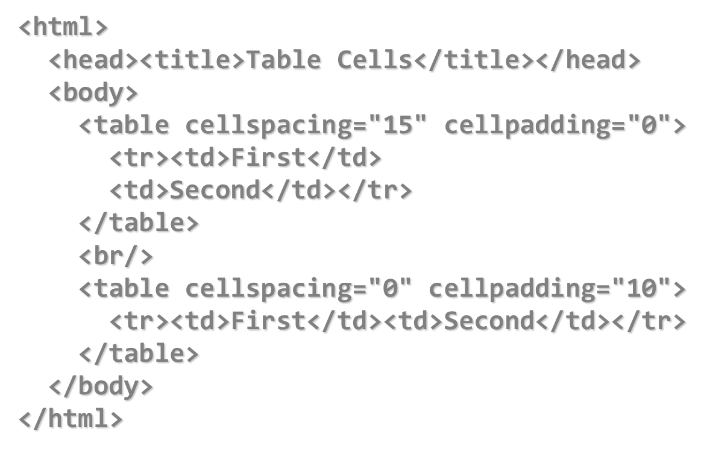 <html>
  <head><title>Table Cells</title></head>
  <body>
    <table cellspacing="15" cellpadding="0">
      <tr><td>First</td>
      <td>Second</td></tr>
    </table>
    <br/>
    <table cellspacing="0" cellpadding="10">
      <tr><td>First</td><td>Second</td></tr>
    </table>
  </body>
</html>